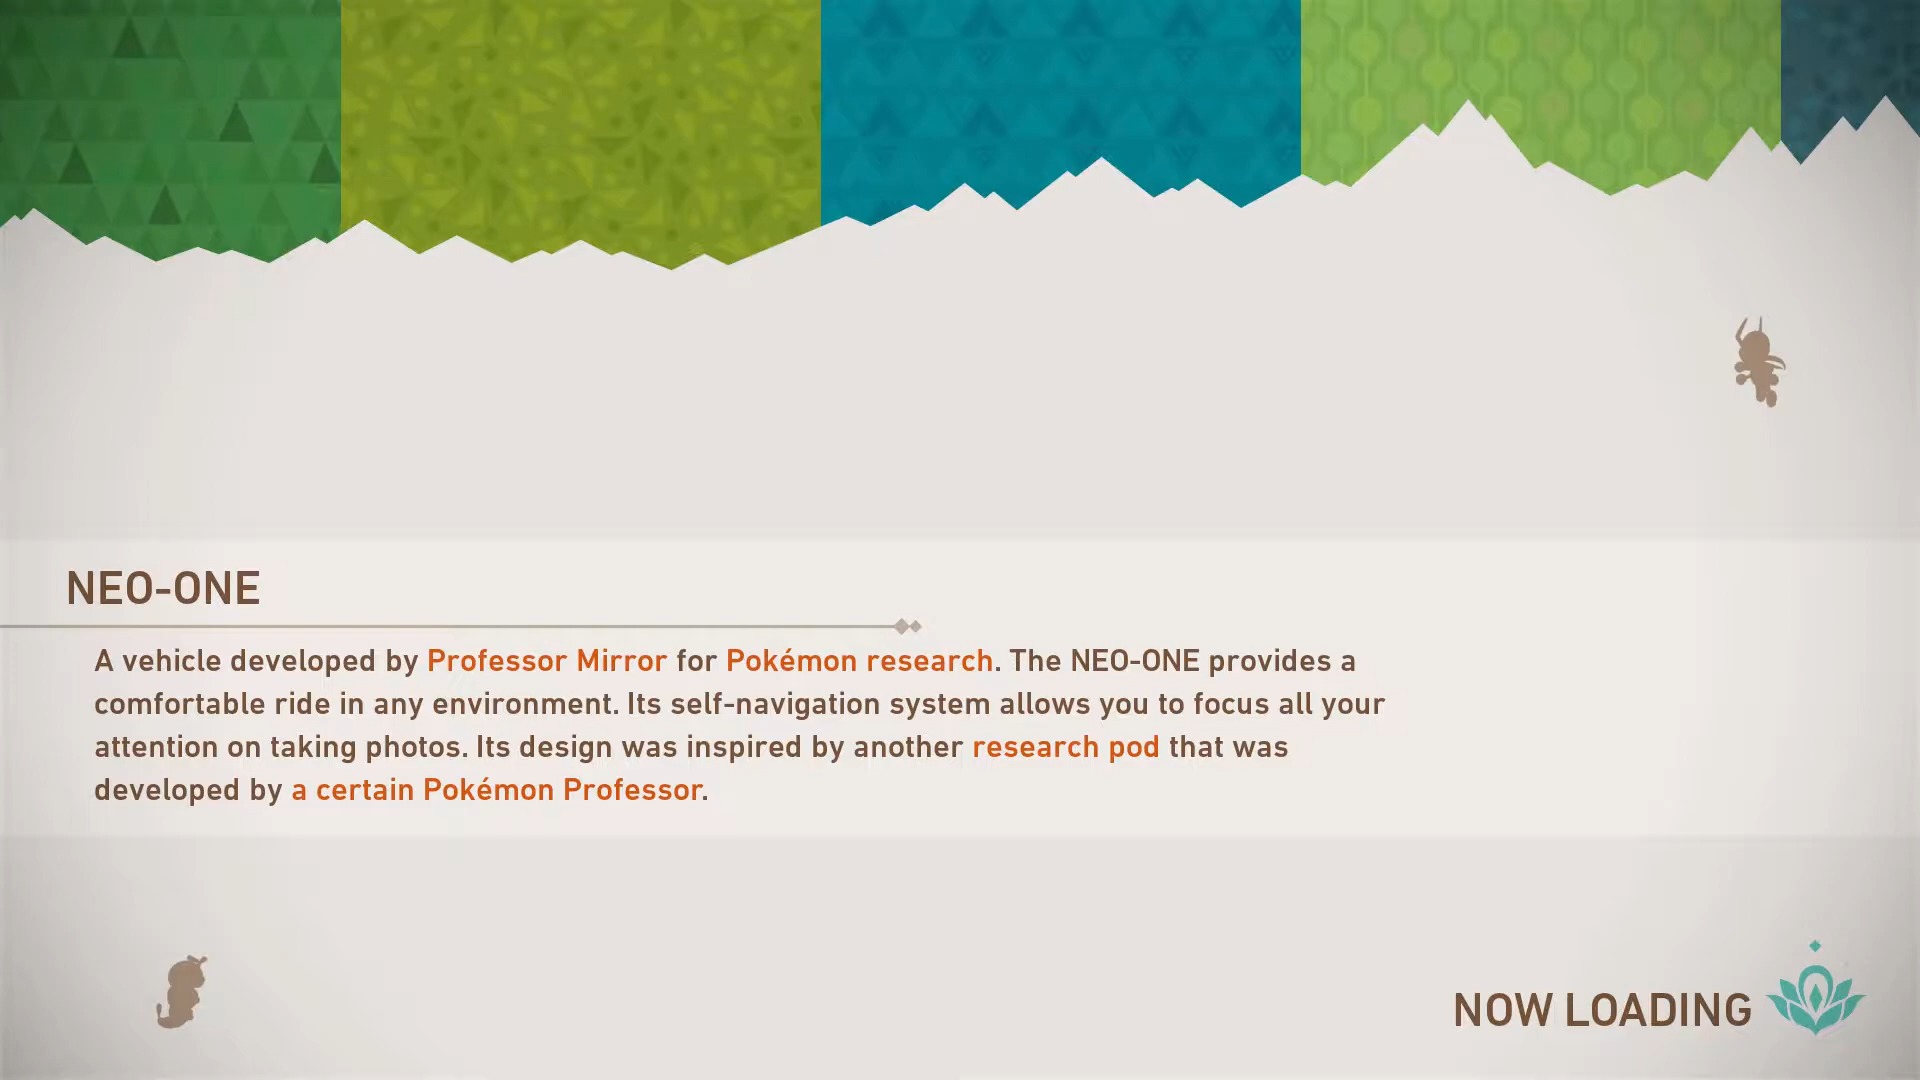 NEO-ONE
A vehicle developed by Professor Mirror for Pokémon research. The NEO-ONE provides a
comfortable ride in any environment. Its self-navigation system allows you to focus all your
attention on taking photos. Its design was inspired by another research pod that was
developed by a certain Pokémon Professor.
NOW LOADING